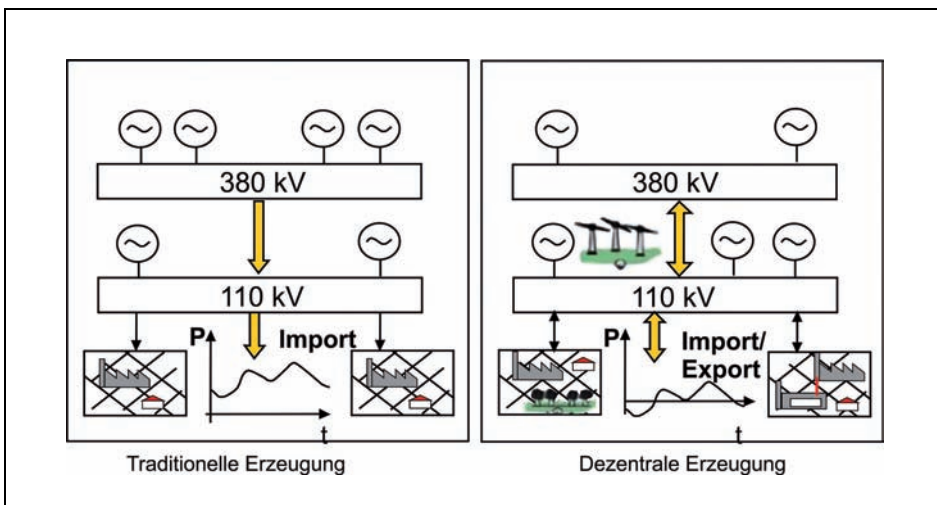 380 kV
110 kV
P
Import
t
Traditionelle Erzeugung
380 kV
110 kV
Import/
Export
P
t
Dezentrale Erzeugung